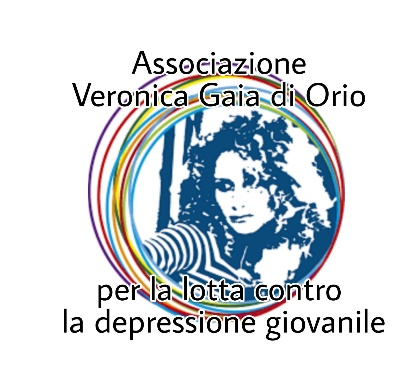 Associazione
Veronica Gaia di Orio
per la lotta contro
la depressione giovanile